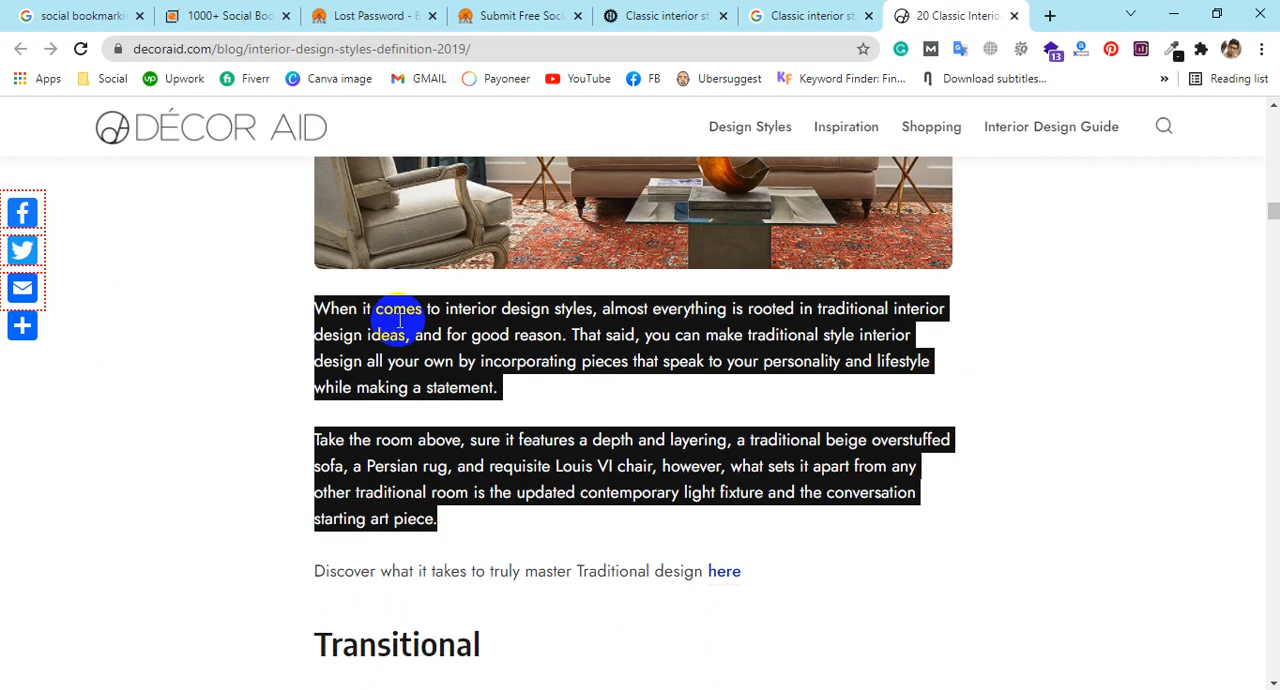 social bookmarki
1000+ Social Boo
Lost Password - B
Submit Free Soci
Classic interior st
Classic interior st
20 Classic Interio
decoraid.com/blog/interior-design-styles-definition-2019/
13
Apps
Social
Upwork
Fiverr
Canva image
GMAIL
Payoneer
YouTube
FB
Ubersuggest
Keyword Finder: Fin...
Download subtitles...
»
Reading list
DÉCOR AID
Design Styles
Inspiration
Shopping
Interior Design Guide
When it comes to interior design styles, almost everything is rooted in traditional interior
design ideas, and for good reason. That said, you can make traditional style interior
design all your own by incorporating pieces that speak to your personality and lifestyle
while making a statement.
Take the room above, sure it features a depth and layering, a traditional beige overstuffed
sofa, a Persian rug, and requisite Louis VI chair, however, what sets it apart from any
other traditional room is the updated contemporary light fixture and the conversation
starting art piece.
Discover what it takes to truly master Traditional design here
Transitional